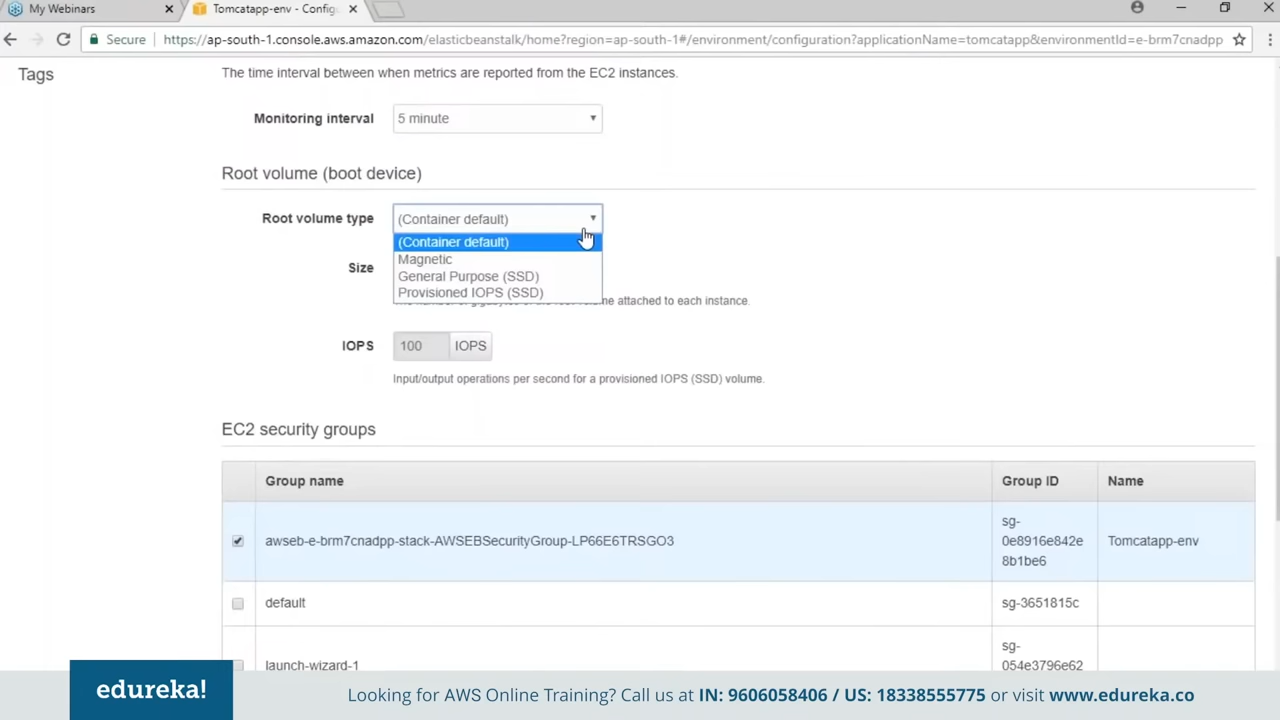 My Webinars
Tomcatapp-env - Config
Secure
https://ap-south-1.console.aws.amazon.com/elasticbeanstalk/home?region=ap-south-1#/environment/configuration?applicationName=tomcatapp&environmentId=e-brm7cnadpp
Tags
The time interval between when metrics are reported from the EC2 instances.
Monitoring interval
5 minute
Root volume (boot device)
Root volume type
(Container default)
(Container default)
Magnetic
General Purpose (SSD)
Provisioned IOPS (SSD)
Size
volume attached to each instance.
IOPS
100 IOPS
Input/output operations per second for a provisioned IOPS (SSD) volume.
EC2 security groups
Group name Group ID Name
awseb-e-brm7cnadpp-stack-AWSEBSecurityGroup-LP66E6TRSGO3
sg-
0e8916e842e
8b1be6
Tomcatapp-env
default sg-3651815c
launch-wizard-1
sg-
054e3796e62
edureka!
Looking for AWS Online Training? Call us at IN: 9606058406 / US: 18338555775 or visit www.edureka.co